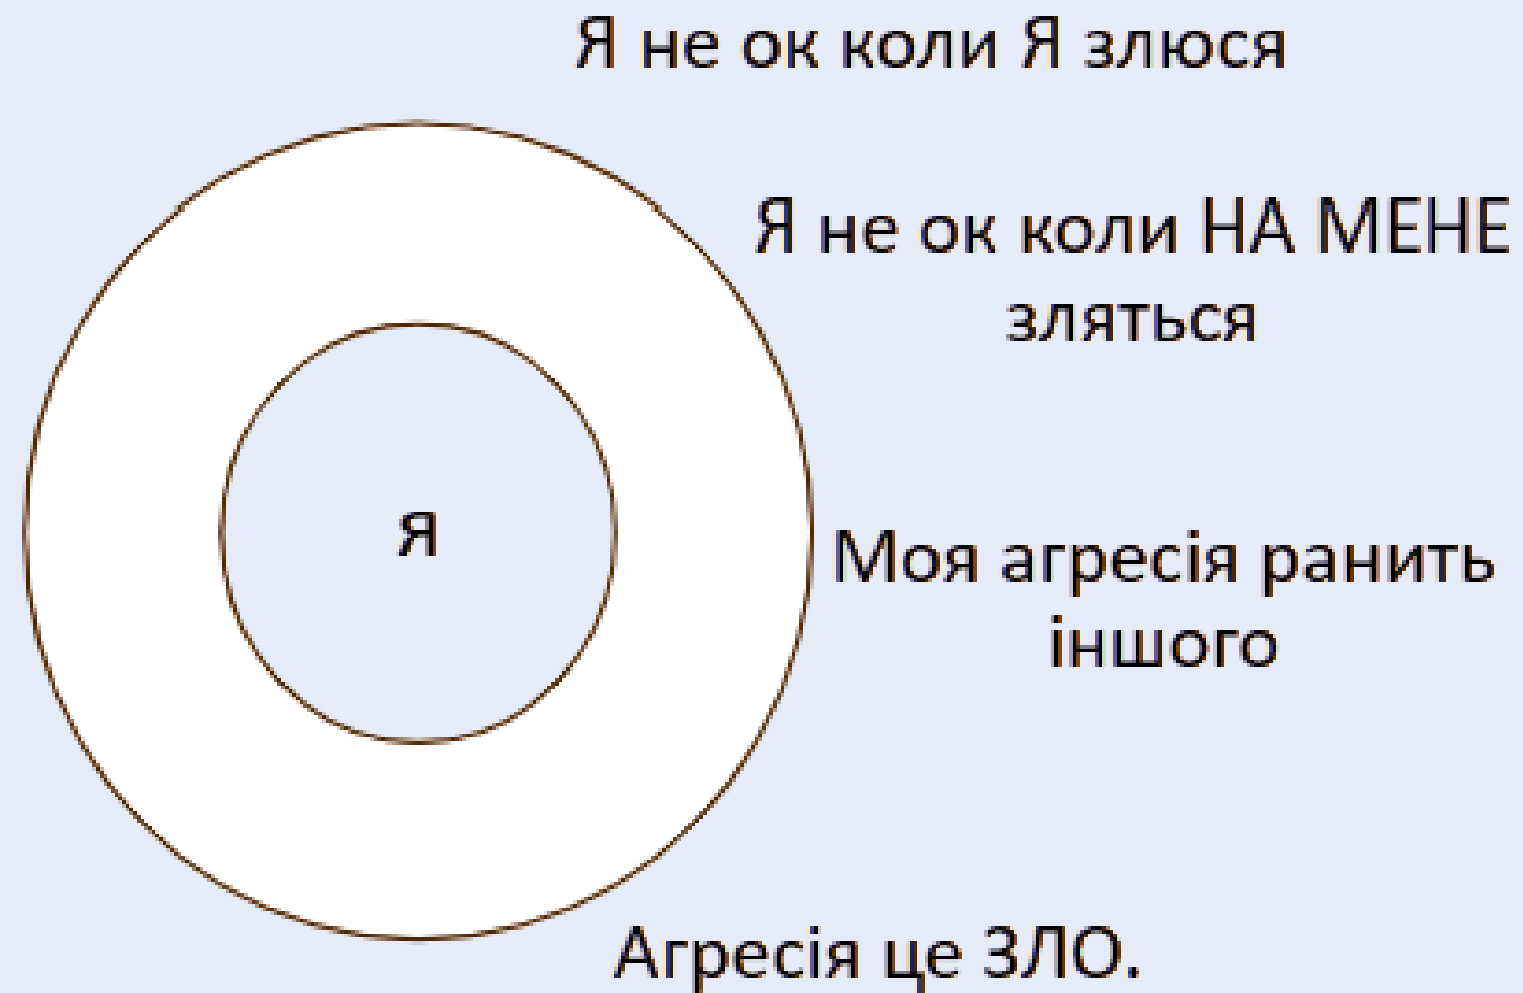 Я не ок коли Я злюся
Я не ок коли НА МЕНЕ
зляться
Я
Моя агресія ранить
іншого
Агресія це ЗЛО.